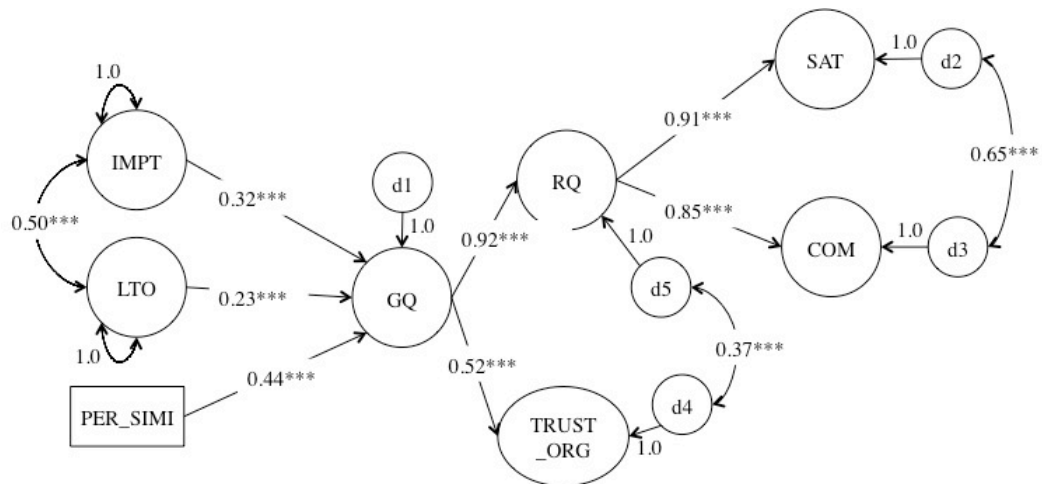 1.0
IMPT
0.50***
LTO
1.0
PER_SIMI
0.32***
0.23***
0.44***
d1
1.0
GQ
0.92***
0.52***
RQ
1.0
d5
0.37***
d4
1.0
TRUST
_ORG
0.91***
0.85***
SAT
1.0
d2
0.65***
COM
1.0
d3